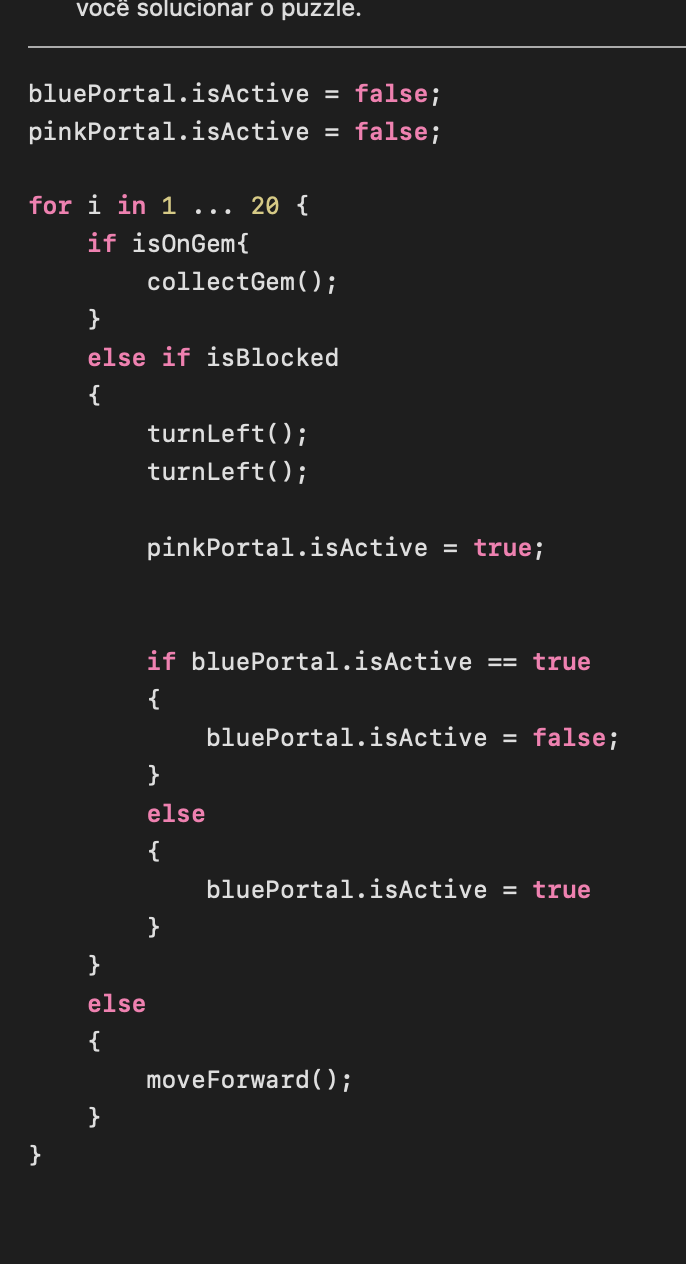 você solucionar o puzzle.
bluePortal.isActive = false;
pinkPortal.isActive = false;
for i in 1 ... 20 {
if isOnGem{
collectGem();
}
else if isBlocked
{
turnLeft();
turnLeft();
pinkPortal.isActive = true;
if bluePortal.isActive == true
{
bluePortal.isActive = false;
}
else
{
bluePortal.isActive = true
}
}
else
{
moveForward();
}
}